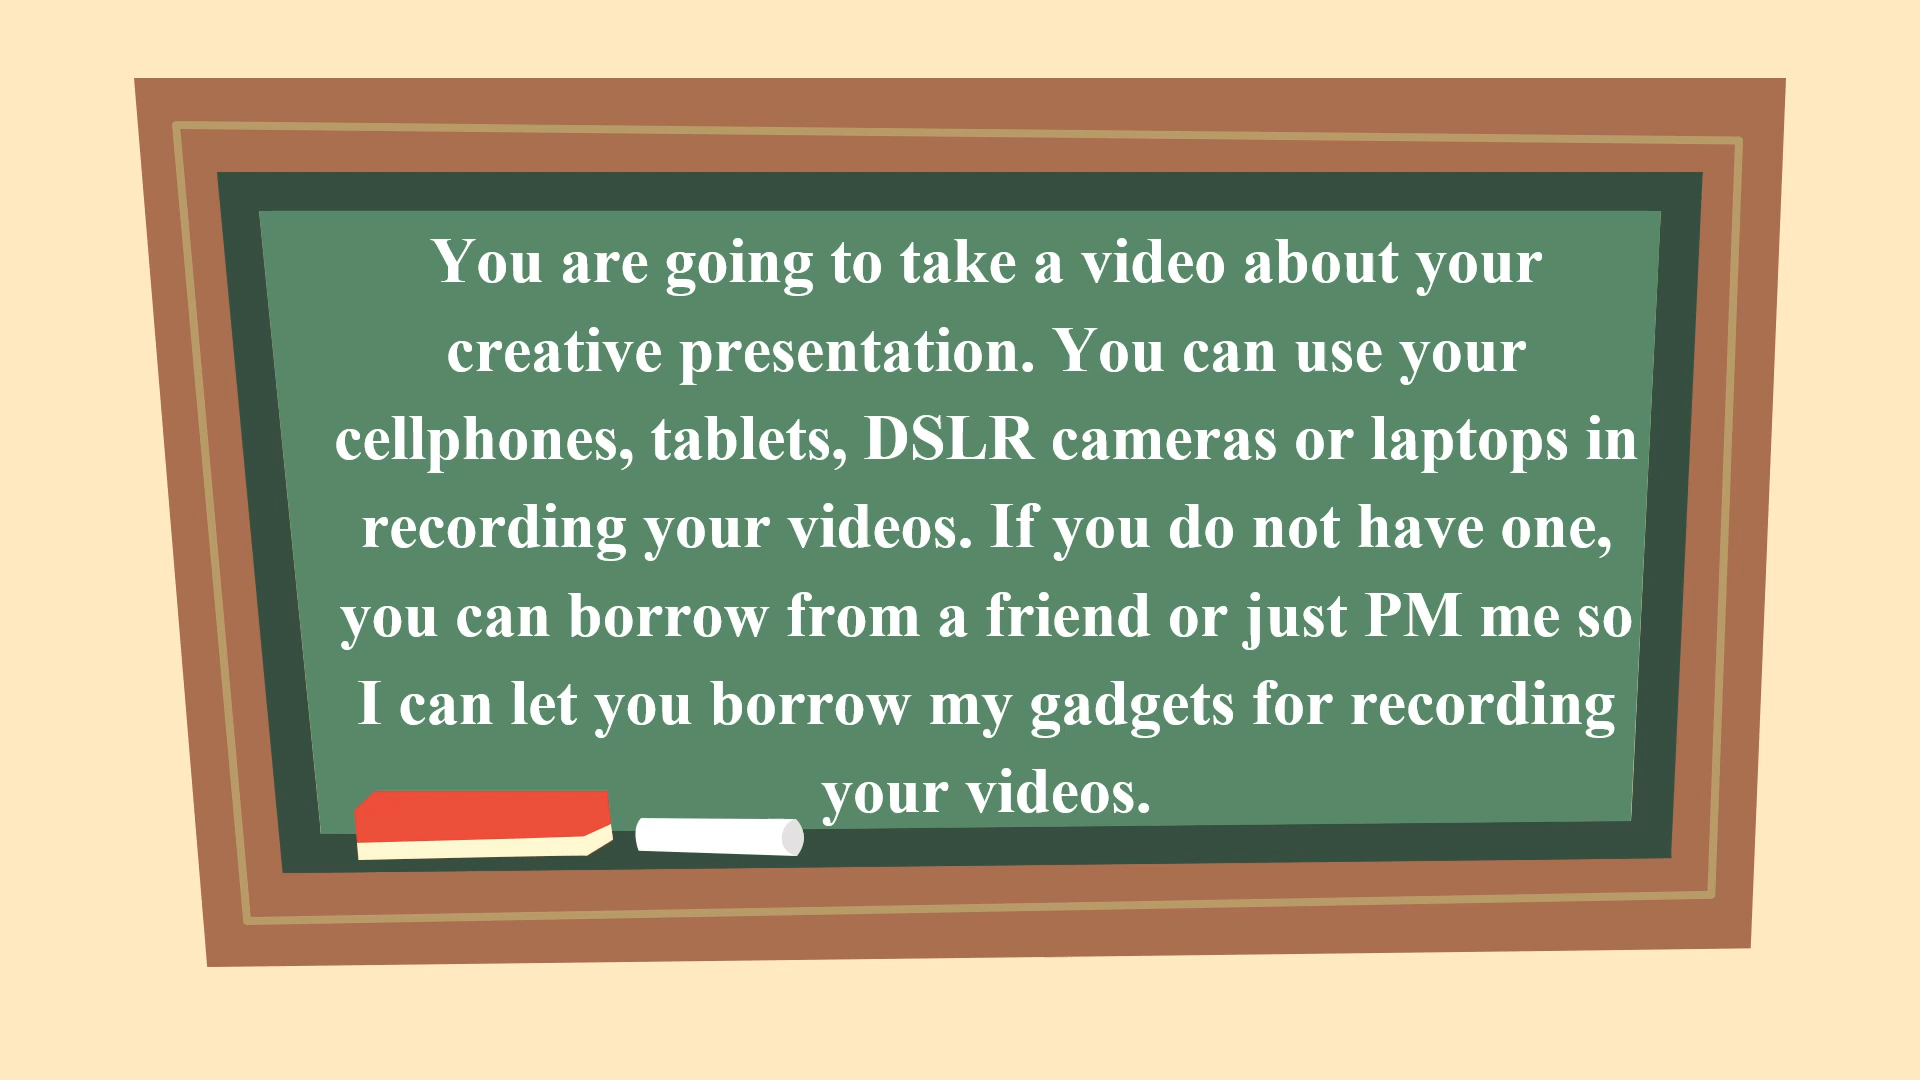 You are going to take a video about your
creative presentation. You can use your
cellphones, tablets, DSLR cameras or laptops in
recording your videos. If you do not have one,
you can borrow from a friend or just PM me so
I can let you borrow my gadgets for recording
your videos.